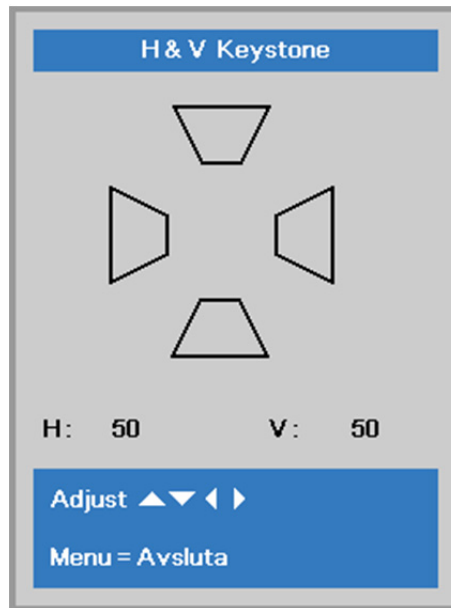 H & V Keystone
H: 50 V: 50
Adjust ▲▼◀▶
Menu = Avsluta